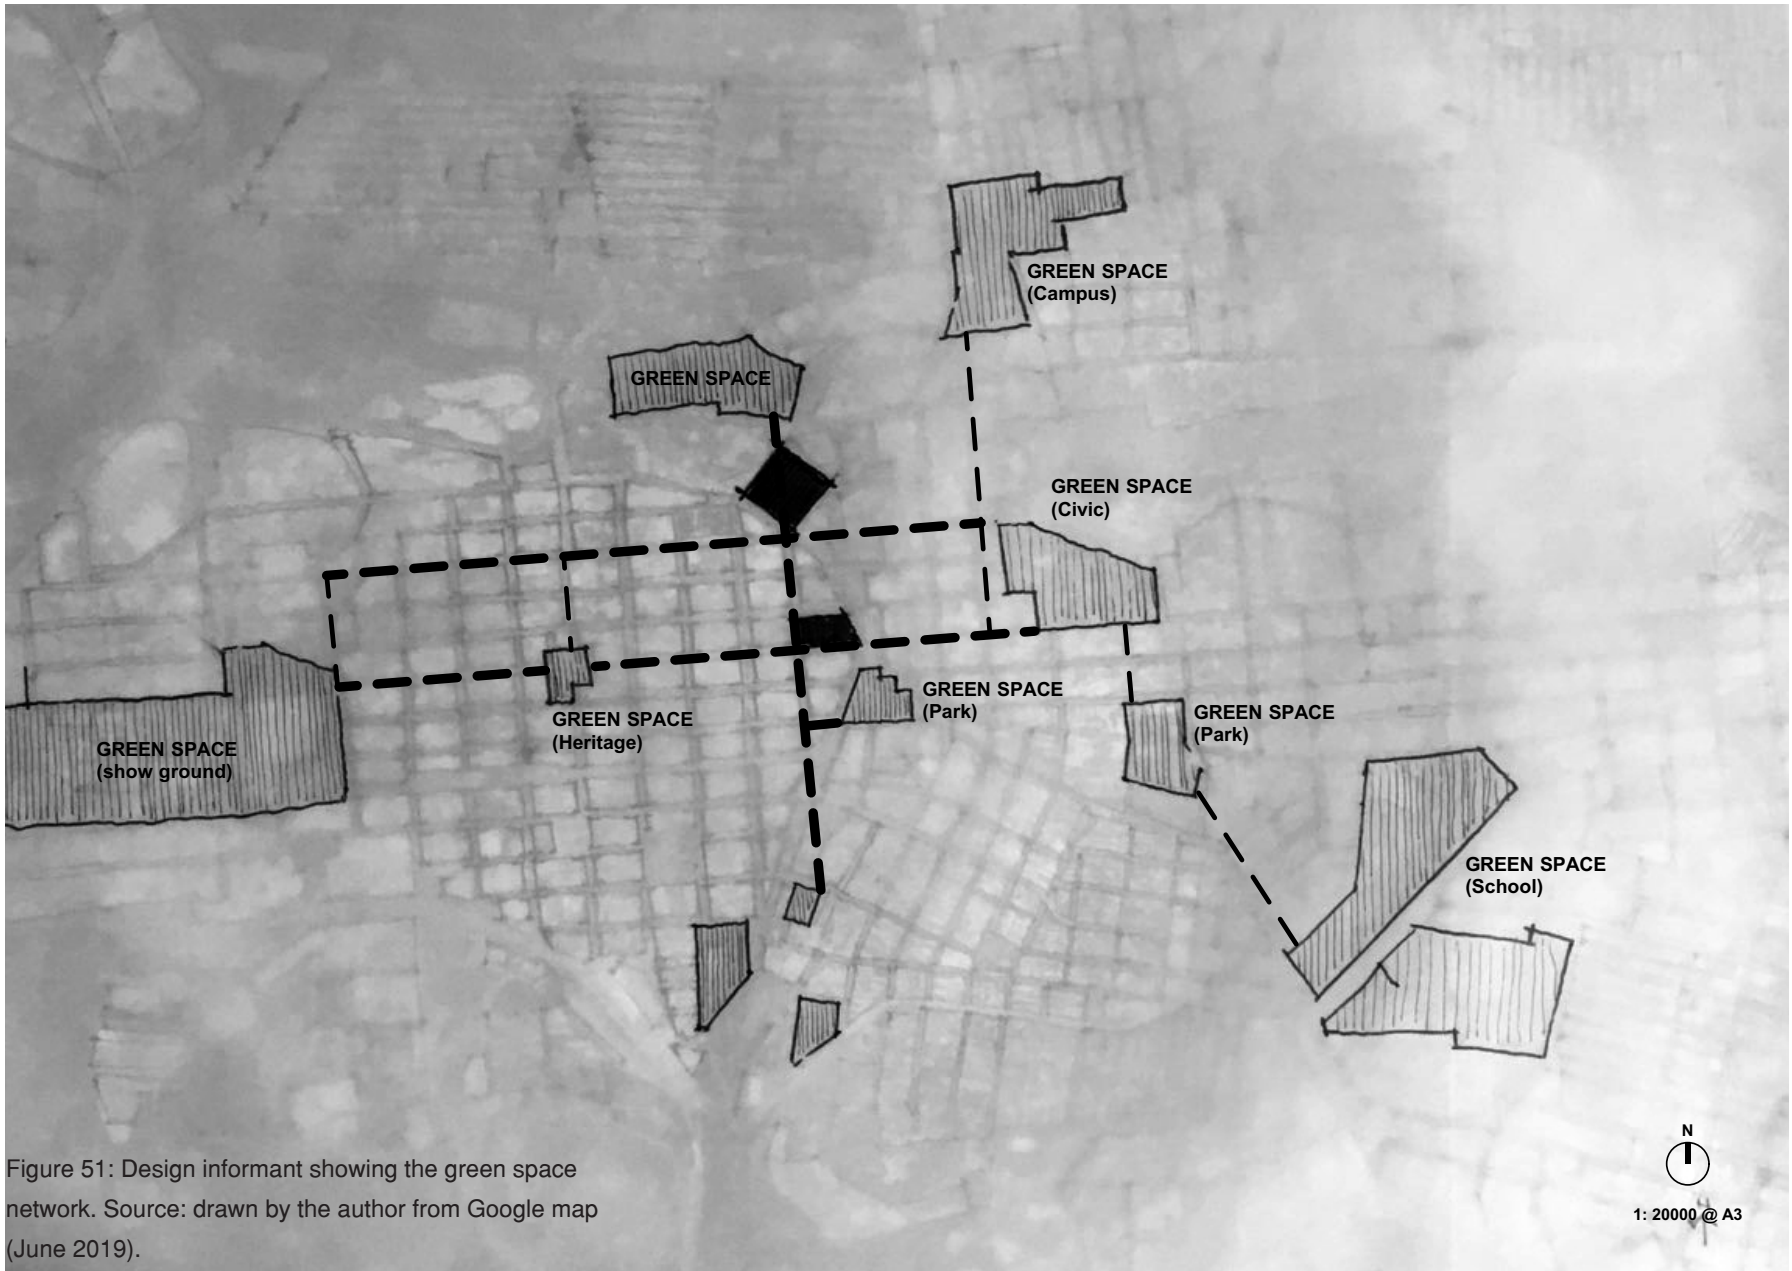 GREEN SPACE
(Campus)
GREEN SPACE
GREEN SPACE
(Civic)
GREEN SPACE
(Park)
GREEN SPACE
(Park)
GREEN SPACE
(Heritage)
GREEN SPACE
(show ground)
GREEN SPACE
(School)
N
1: 20000 @ A3
Figure 51: Design informant showing the green space
network. Source: drawn by the author from Google map
(June 2019).